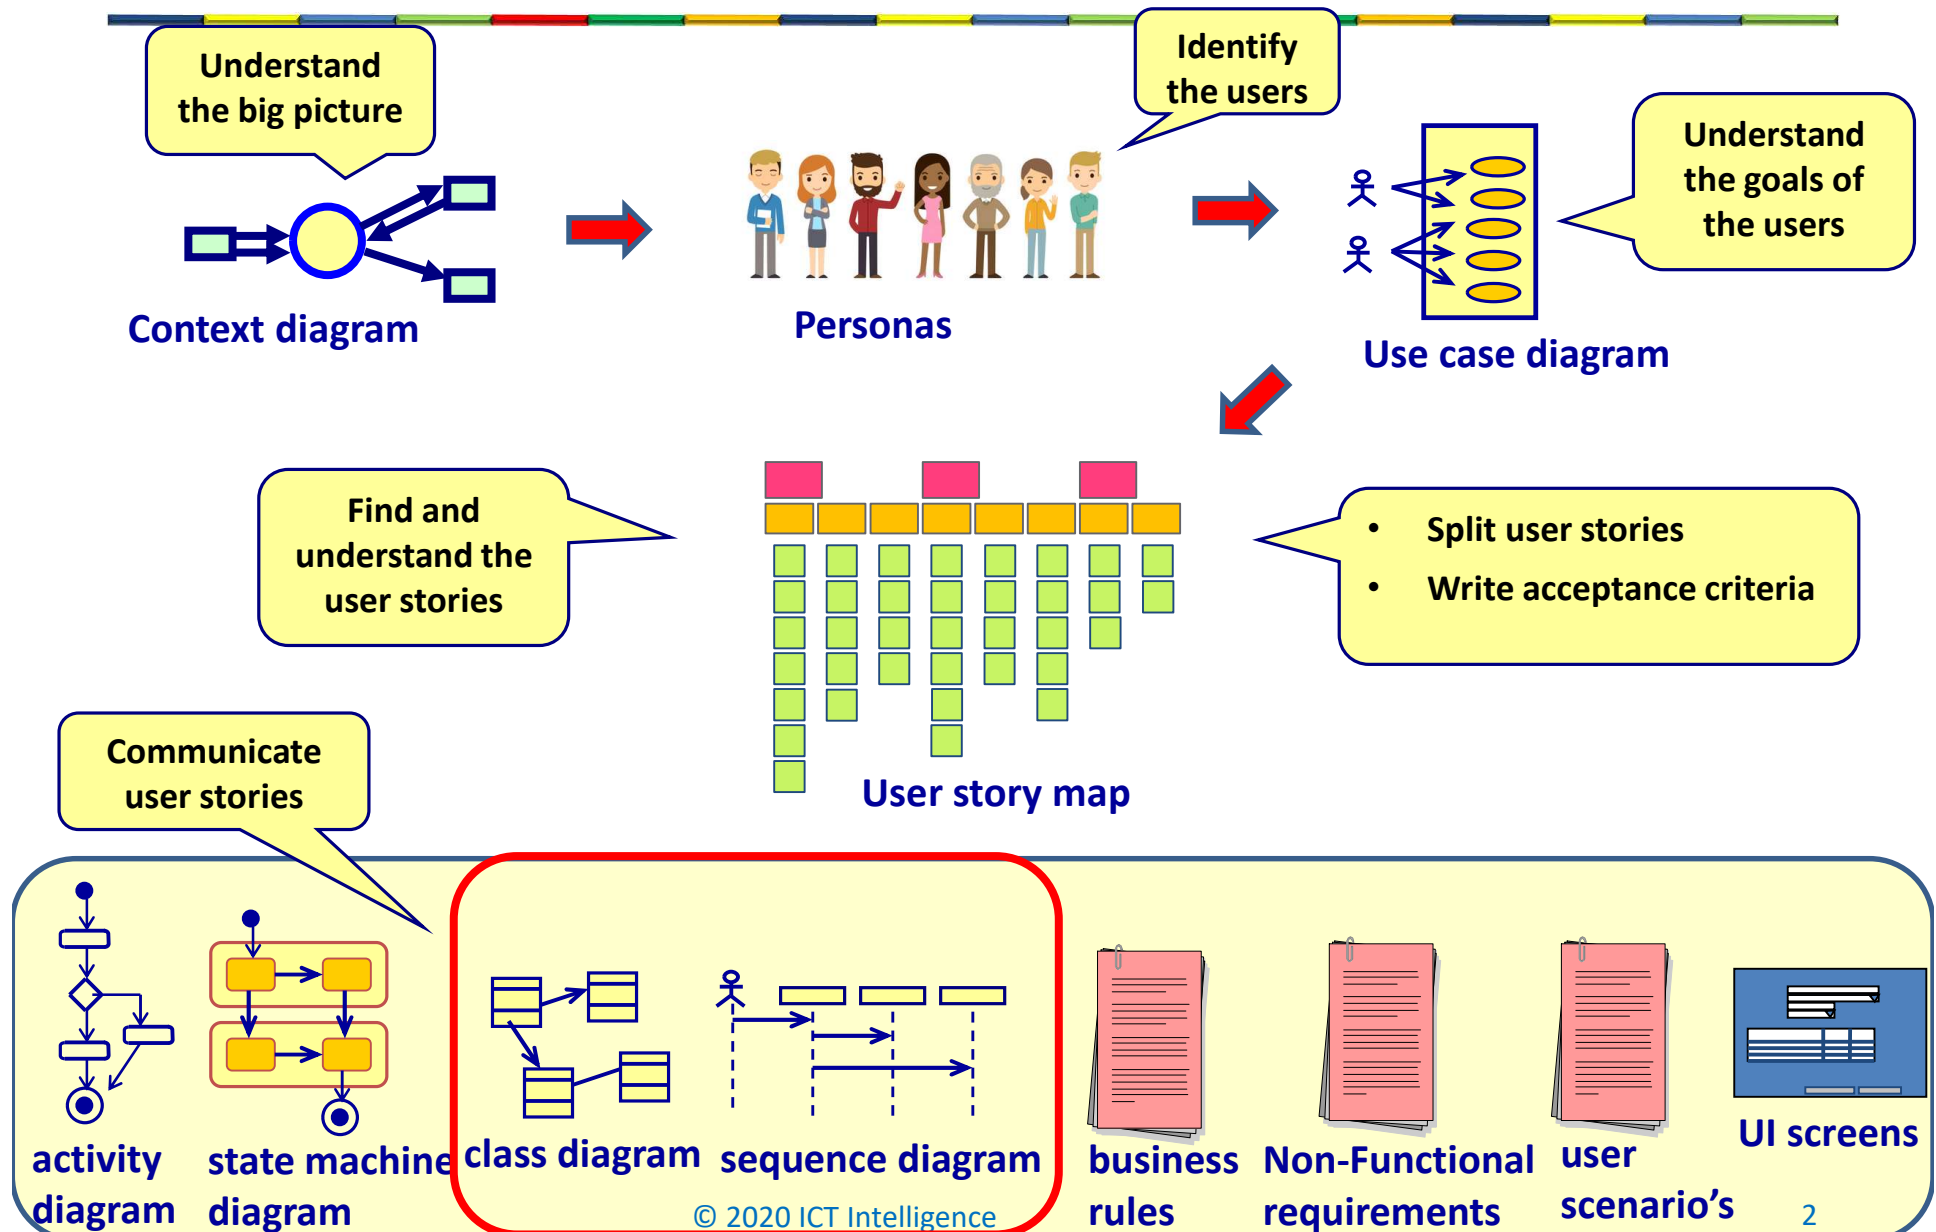 Understand
the big picture
Identify
the users
Understand
the goals of
the users
Context diagram
Personas
Use case diagram
Find and
understand the
user stories
• Split user stories
• Write acceptance criteria
User story map
Communicate
user stories
activity
diagram
state machine
diagram
class diagram
sequence diagram
business
rules
Non-Functional
requirements
user
scenario's
UI screens
© 2020 ICT Intelligence
2